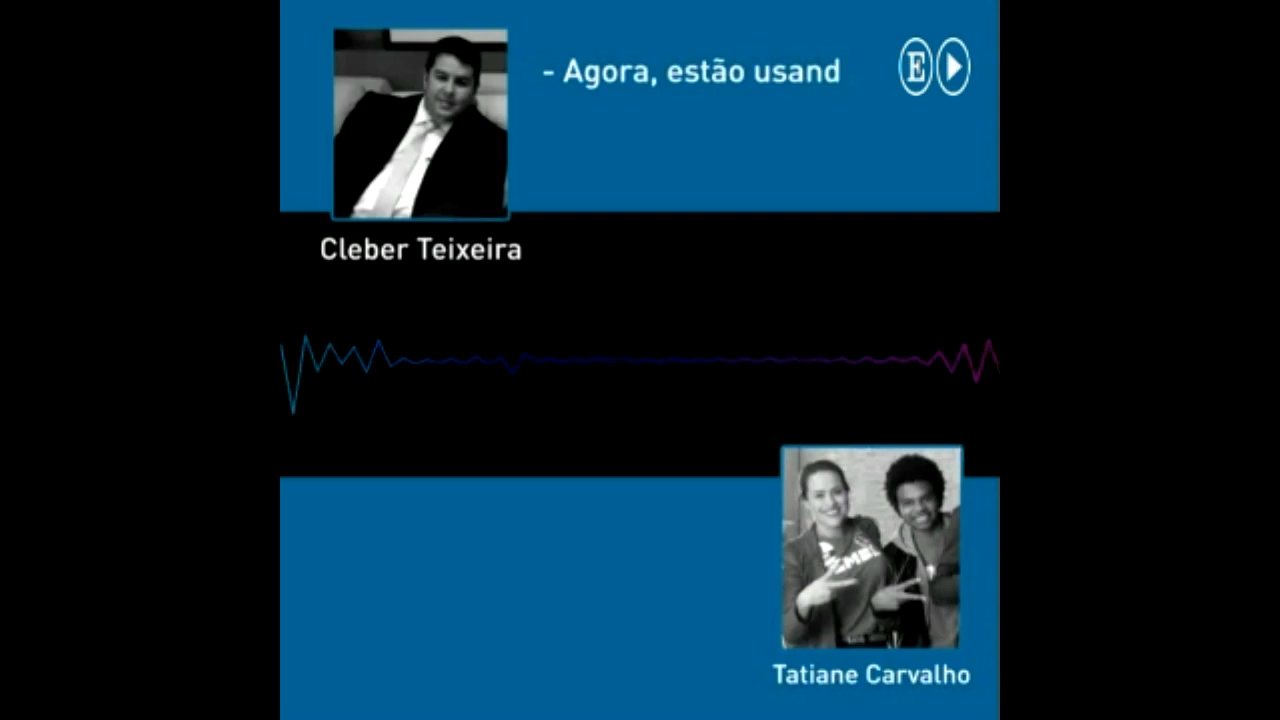 - Agora, estão usand
E
Cleber Teixeira
Tatiane Carvalho